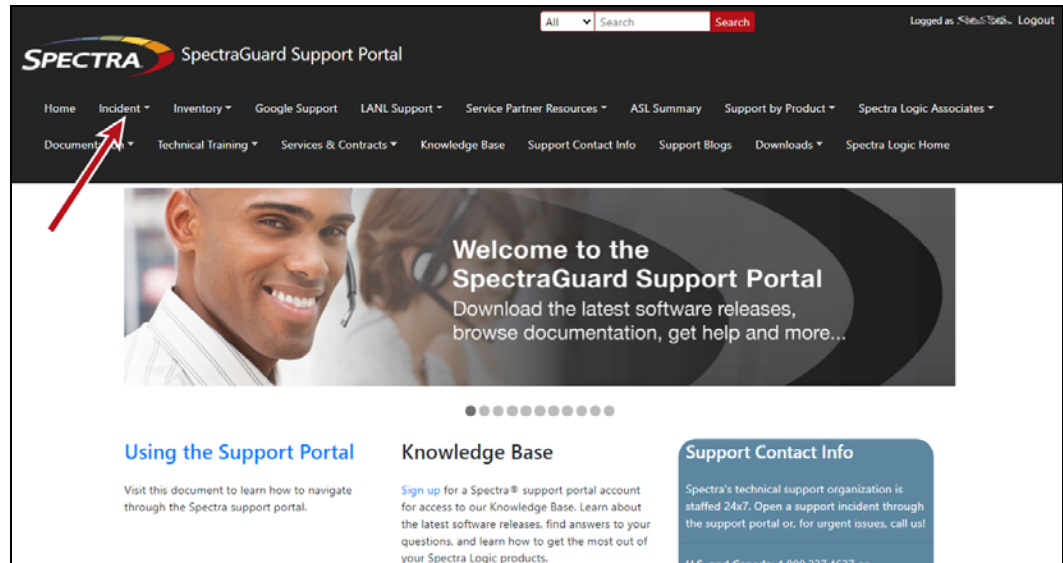 All Search Search Logged as Logout
SPECTRA SpectraGuard Support Portal
Home Incident Inventory Google Support LANL Support Service Partner Resources ASL Summary Support by Product Spectra Logic Associates
Documentation Technical Training Services & Contracts Knowledge Base Support Contact Info Support Blogs Downloads Spectra Logic Home
Welcome to the
SpectraGuard Support Portal
Download the latest software releases,
browse documentation, get help and more...
Using the Support Portal
Visit this document to learn how to navigate
through the Spectra support portal.
Knowledge Base
Sign up for a Spectra® support portal account
for access to our Knowledge Base. Learn about
the latest software releases, find answers to your
questions, and learn how to get the most out of
your Spectra Logic products.
Support Contact Info
Spectra's technical support organization is
staffed 24x7. Open a support incident through
the support portal or, for urgent issues, call us!